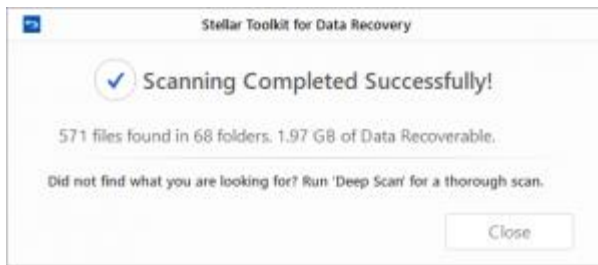 Stellar Toolkit for Data Recovery
Scanning Completed Successfully!
571 files found in 68 folders. 1.97 GB of Data Recoverable.
Did not find what you are looking for? Run 'Deep Scan' for a thorough scan.
Close